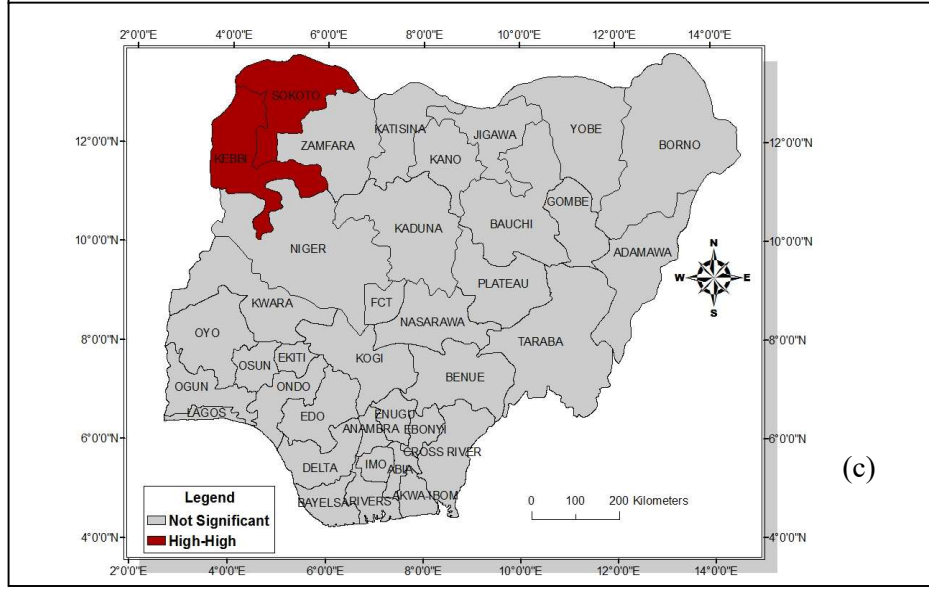 2°0'0"E 4°0'0"E 6°0'0"E 8°0'0"E 10°0'0"E 12°0'0"E 14°0'0"E
SOKOTO
12°0'0"N KEBBI ZAMFARA KATISINA KANO JIGAWA YOBE BORNO 12°0'0"N
GOMBE
KADUNA BAUCHI
10°0'0"N NIGER ADAMAWA 10°0'0"N
N
W E
S
PLATEAU
KWARA FCT
NASARAWA
8°0'0"N OYO TARABA 8°0'0"N
OSUN EKITI KOGI
BENUE
OGUN ONDO
LAGOS EDO ENUGU
6°0'0"N ANAMBRA EBONYI 6°0'0"N
CROSS RIVER
DELTA IMO ABIA
(c)
BAYELSA RIVERS AKWA-IBOM
0 100 200 Kilometers
Legend
Not Significant
High-High
4°0'0"N 4°0'0"N
2°0'0"E 4°0'0"E 6°0'0"E 8°0'0"E 10°0'0"E 12°0'0"E 14°0'0"E